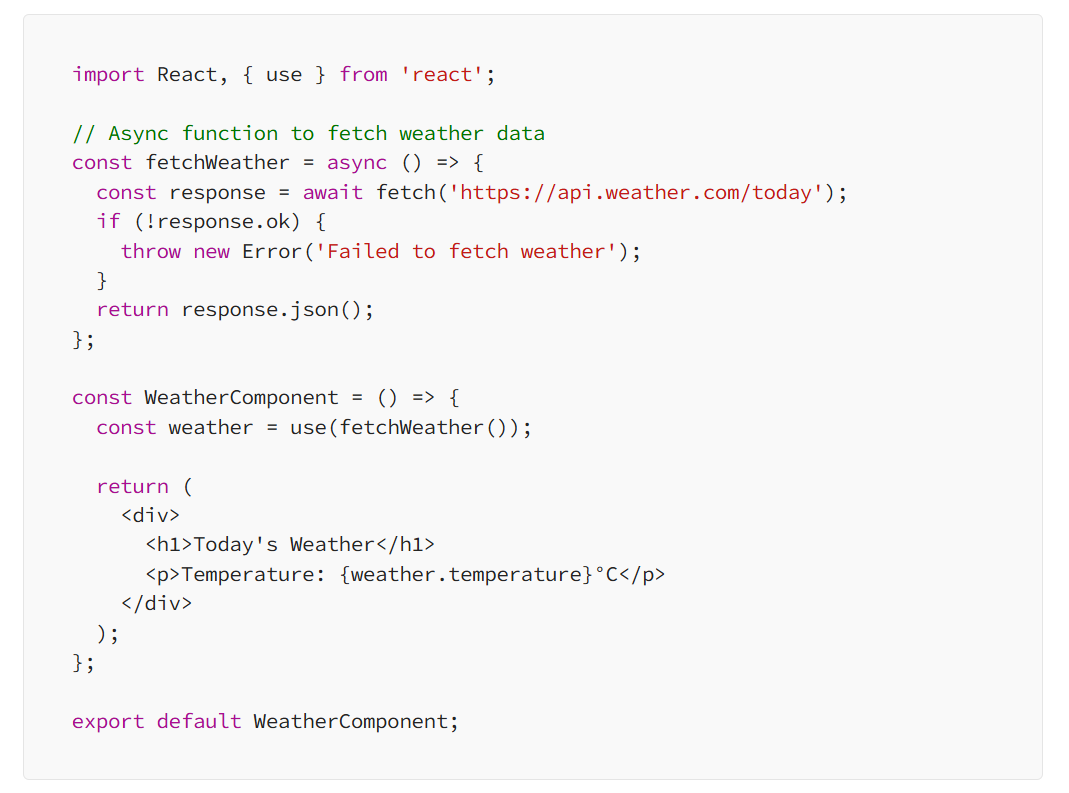 import React, { use } from 'react';

// Async function to fetch weather data
const fetchWeather = async () => {
  const response = await fetch('https://api.weather.com/today');
  if (!response.ok) {
    throw new Error('Failed to fetch weather');
  }
  return response.json();
};

const WeatherComponent = () => {
  const weather = use(fetchWeather());

  return (
    <div>
      <h1>Today's Weather</h1>
      <p>Temperature: {weather.temperature}°C</p>
    </div>
  );
};

export default WeatherComponent;